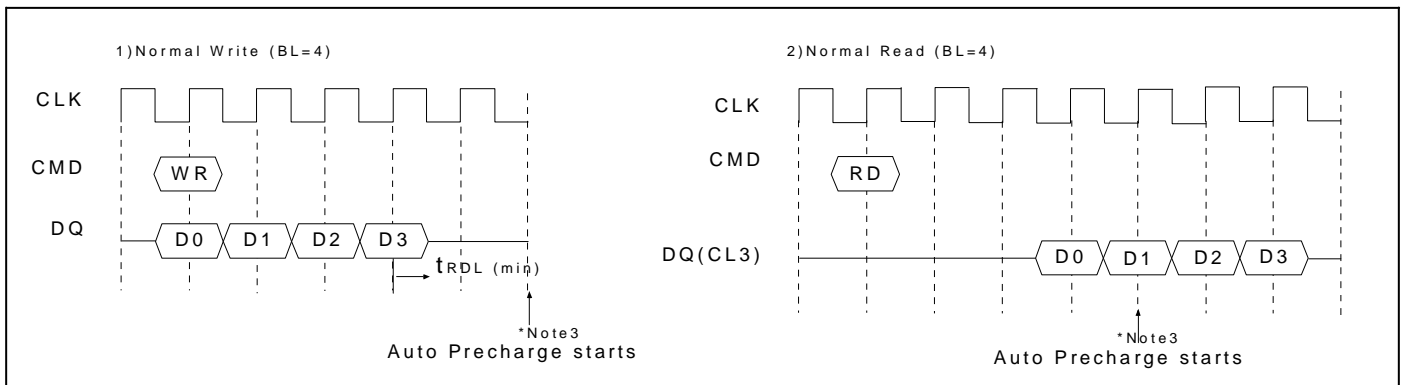 1)Normal Write (BL=4)
CLK
CMD
WR
DQ
D0 D1 D2 D3
tRDL (min)
*Note3
Auto Precharge starts
2)Normal Read (BL=4)
CLK
CMD
RD
DQ(CL3)
D0 D1 D2 D3
*Note3
Auto Precharge starts